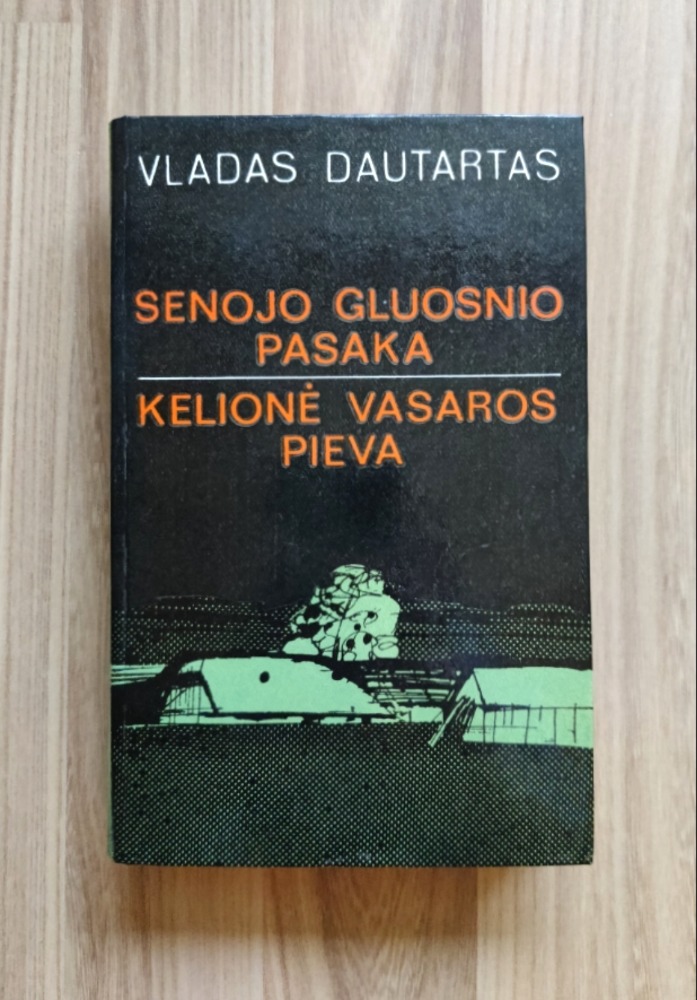 VLADAS DAUTARTAS
SENOJO GLUOSNIO
PASAKA
KELIONĖ VASAROS
PIEVA